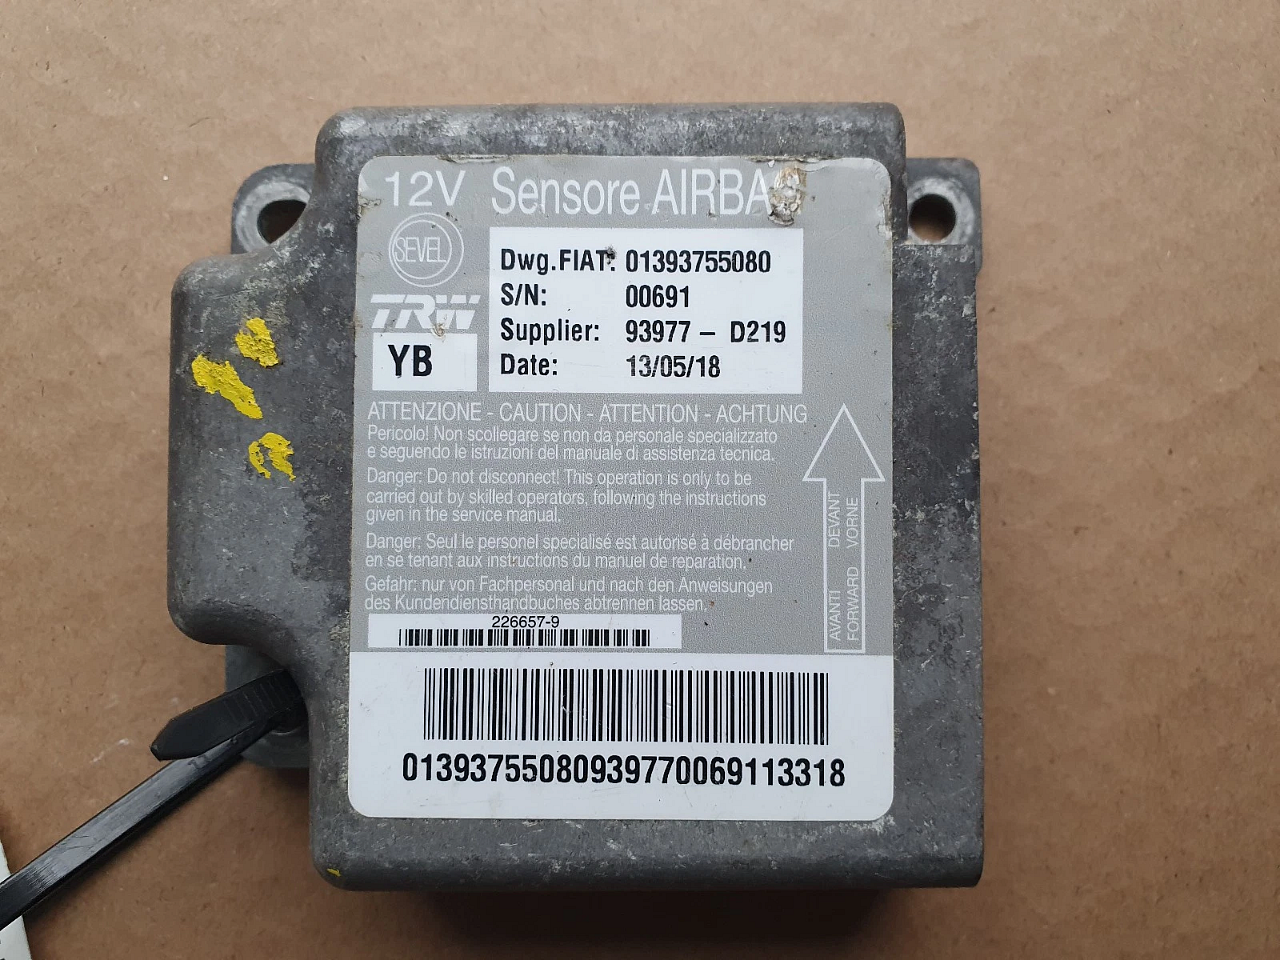 12V Sensore AIRBAG
SEVEL
TRW
YB
Dwg.FIAT: 01393755080
S/N: 00691
Supplier: 93977 - D219
Date: 13/05/18
ATTENZIONE - CAUTION - ATTENTION - ACHTUNG
Pericolo! Non scollegare se non da personale specializzato
e seguendo le istruzioni del manuale di assistenza tecnica.
Danger: Do not disconnect! This operation is only to be
carried out by skilled operators, following the instructions
given in the service manual.
Danger: Seul le personel specialisé est autorisé à débrancher
en se tenant aux instructions du manuel de reparation.
Gefahr: nur von Fachpersonal und nach den Anweisungen
des Kundendiensthandbuches abtrennen lassen.
AVANTI DEVANT
FORWARD VORNE
226657-9
01393755080939770069113318